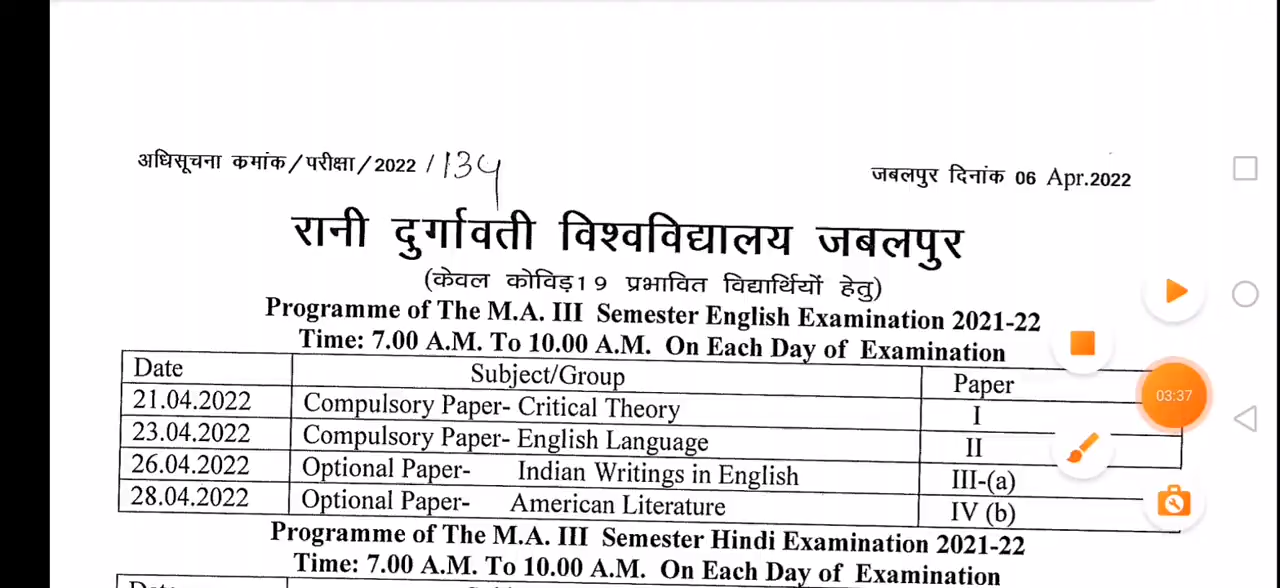 अधिसूचना कमांक/परीक्षा/2022 /134
जबलपुर दिनांक 06 Apr.2022
रानी दुर्गावती विश्वविद्यालय जबलपुर
(केवल कोविड़19 प्रभावित विद्यार्थियों हेतु)
Programme of The M.A. III Semester English Examination 2021-22
Time: 7.00 A.M. To 10.00 A.M. On Each Day of Examination
Date Subject/Group Paper
21.04.2022 Compulsory Paper- Critical Theory I
23.04.2022 Compulsory Paper- English Language II
26.04.2022 Optional Paper- Indian Writings in English III-(a)
28.04.2022 Optional Paper- American Literature IV (b)
Programme of The M.A. III Semester Hindi Examination 2021-22
Time: 7.00 A.M. To 10.00 A.M. On Each Day of Examination
03:37